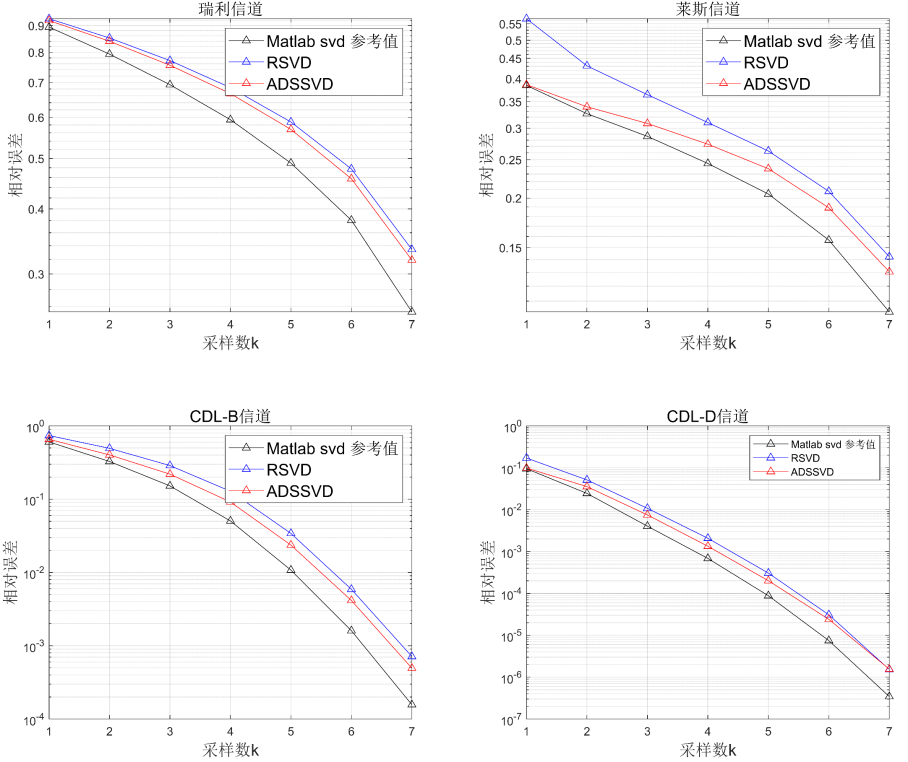 瑞利信道
0.9
0.8
0.7
0.6
0.5
0.4
0.3
相对误差
Matlab svd 参考值
RSVD
ADSSVD
1 2 3 4 5 6 7
采样数k
莱斯信道
0.55
0.5
0.45
0.4
0.35
0.3
0.25
0.2
0.15
相对误差
Matlab svd 参考值
RSVD
ADSSVD
1 2 3 4 5 6 7
采样数k
CDL-B信道
10^0
10^-1
10^-2
10^-3
10^-4
相对误差
Matlab svd 参考值
RSVD
ADSSVD
1 2 3 4 5 6 7
采样数k
CDL-D信道
10^0
10^-1
10^-2
10^-3
10^-4
10^-5
10^-6
10^-7
相对误差
Matlab svd 参考值
RSVD
ADSSVD
1 2 3 4 5 6 7
采样数k